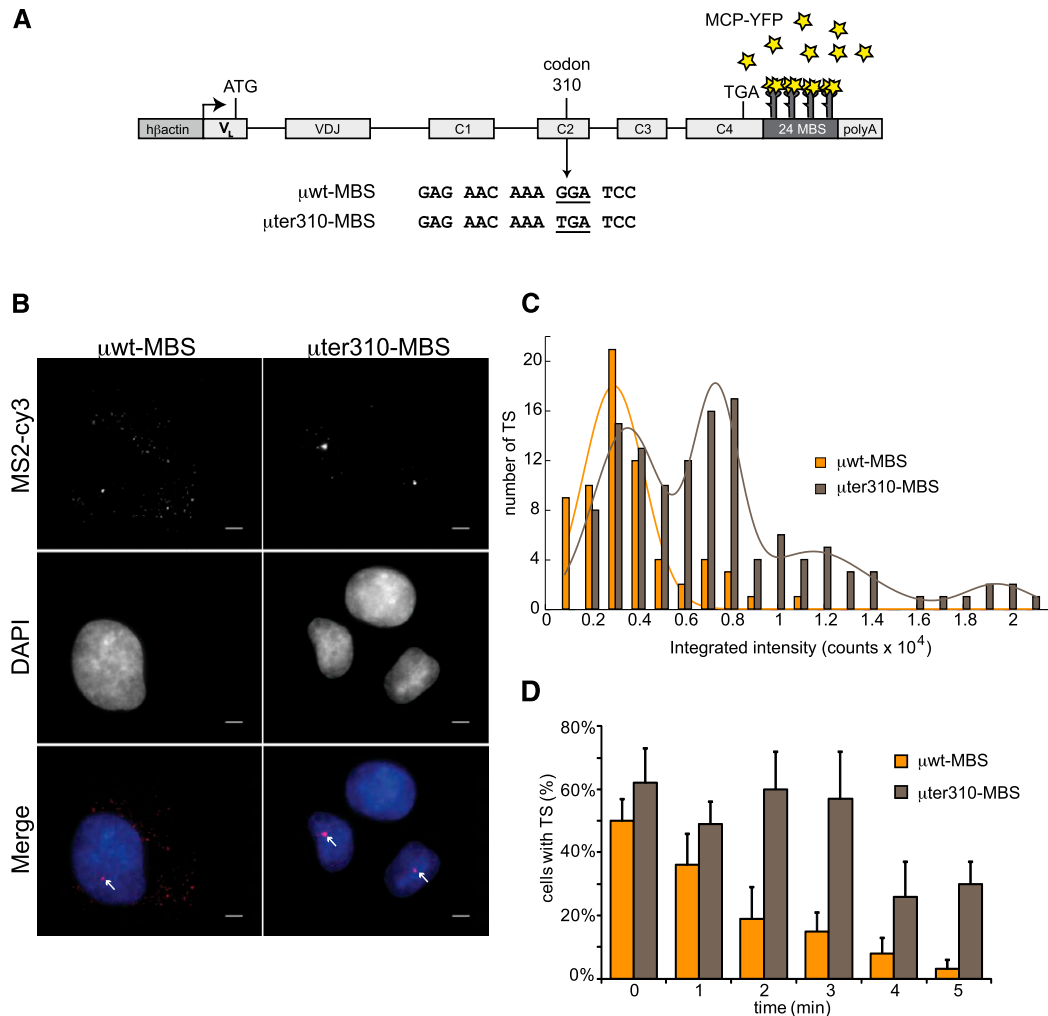 A
MCP-YFP
codon
310
ATG
TGA
hβactin
VL
VDJ
C1
C2
C3
C4
24 MBS
polyA
μwt-MBS GAG AAC AAA GGA TCC
μter310-MBS GAG AAC AAA TGA TCC
B
μwt-MBS μter310-MBS
MS2-cy3
DAPI
Merge
C
number of TS
20
16
12
8
4
0
μwt-MBS
μter310-MBS
0 0.2 0.4 0.6 0.8 1 1.2 1.4 1.6 1.8 2
Integrated intensity (counts x 10^4)
D
cells with TS (%)
80%
60%
40%
20%
0%
μwt-MBS
μter310-MBS
0 1 2 3 4 5
time (min)